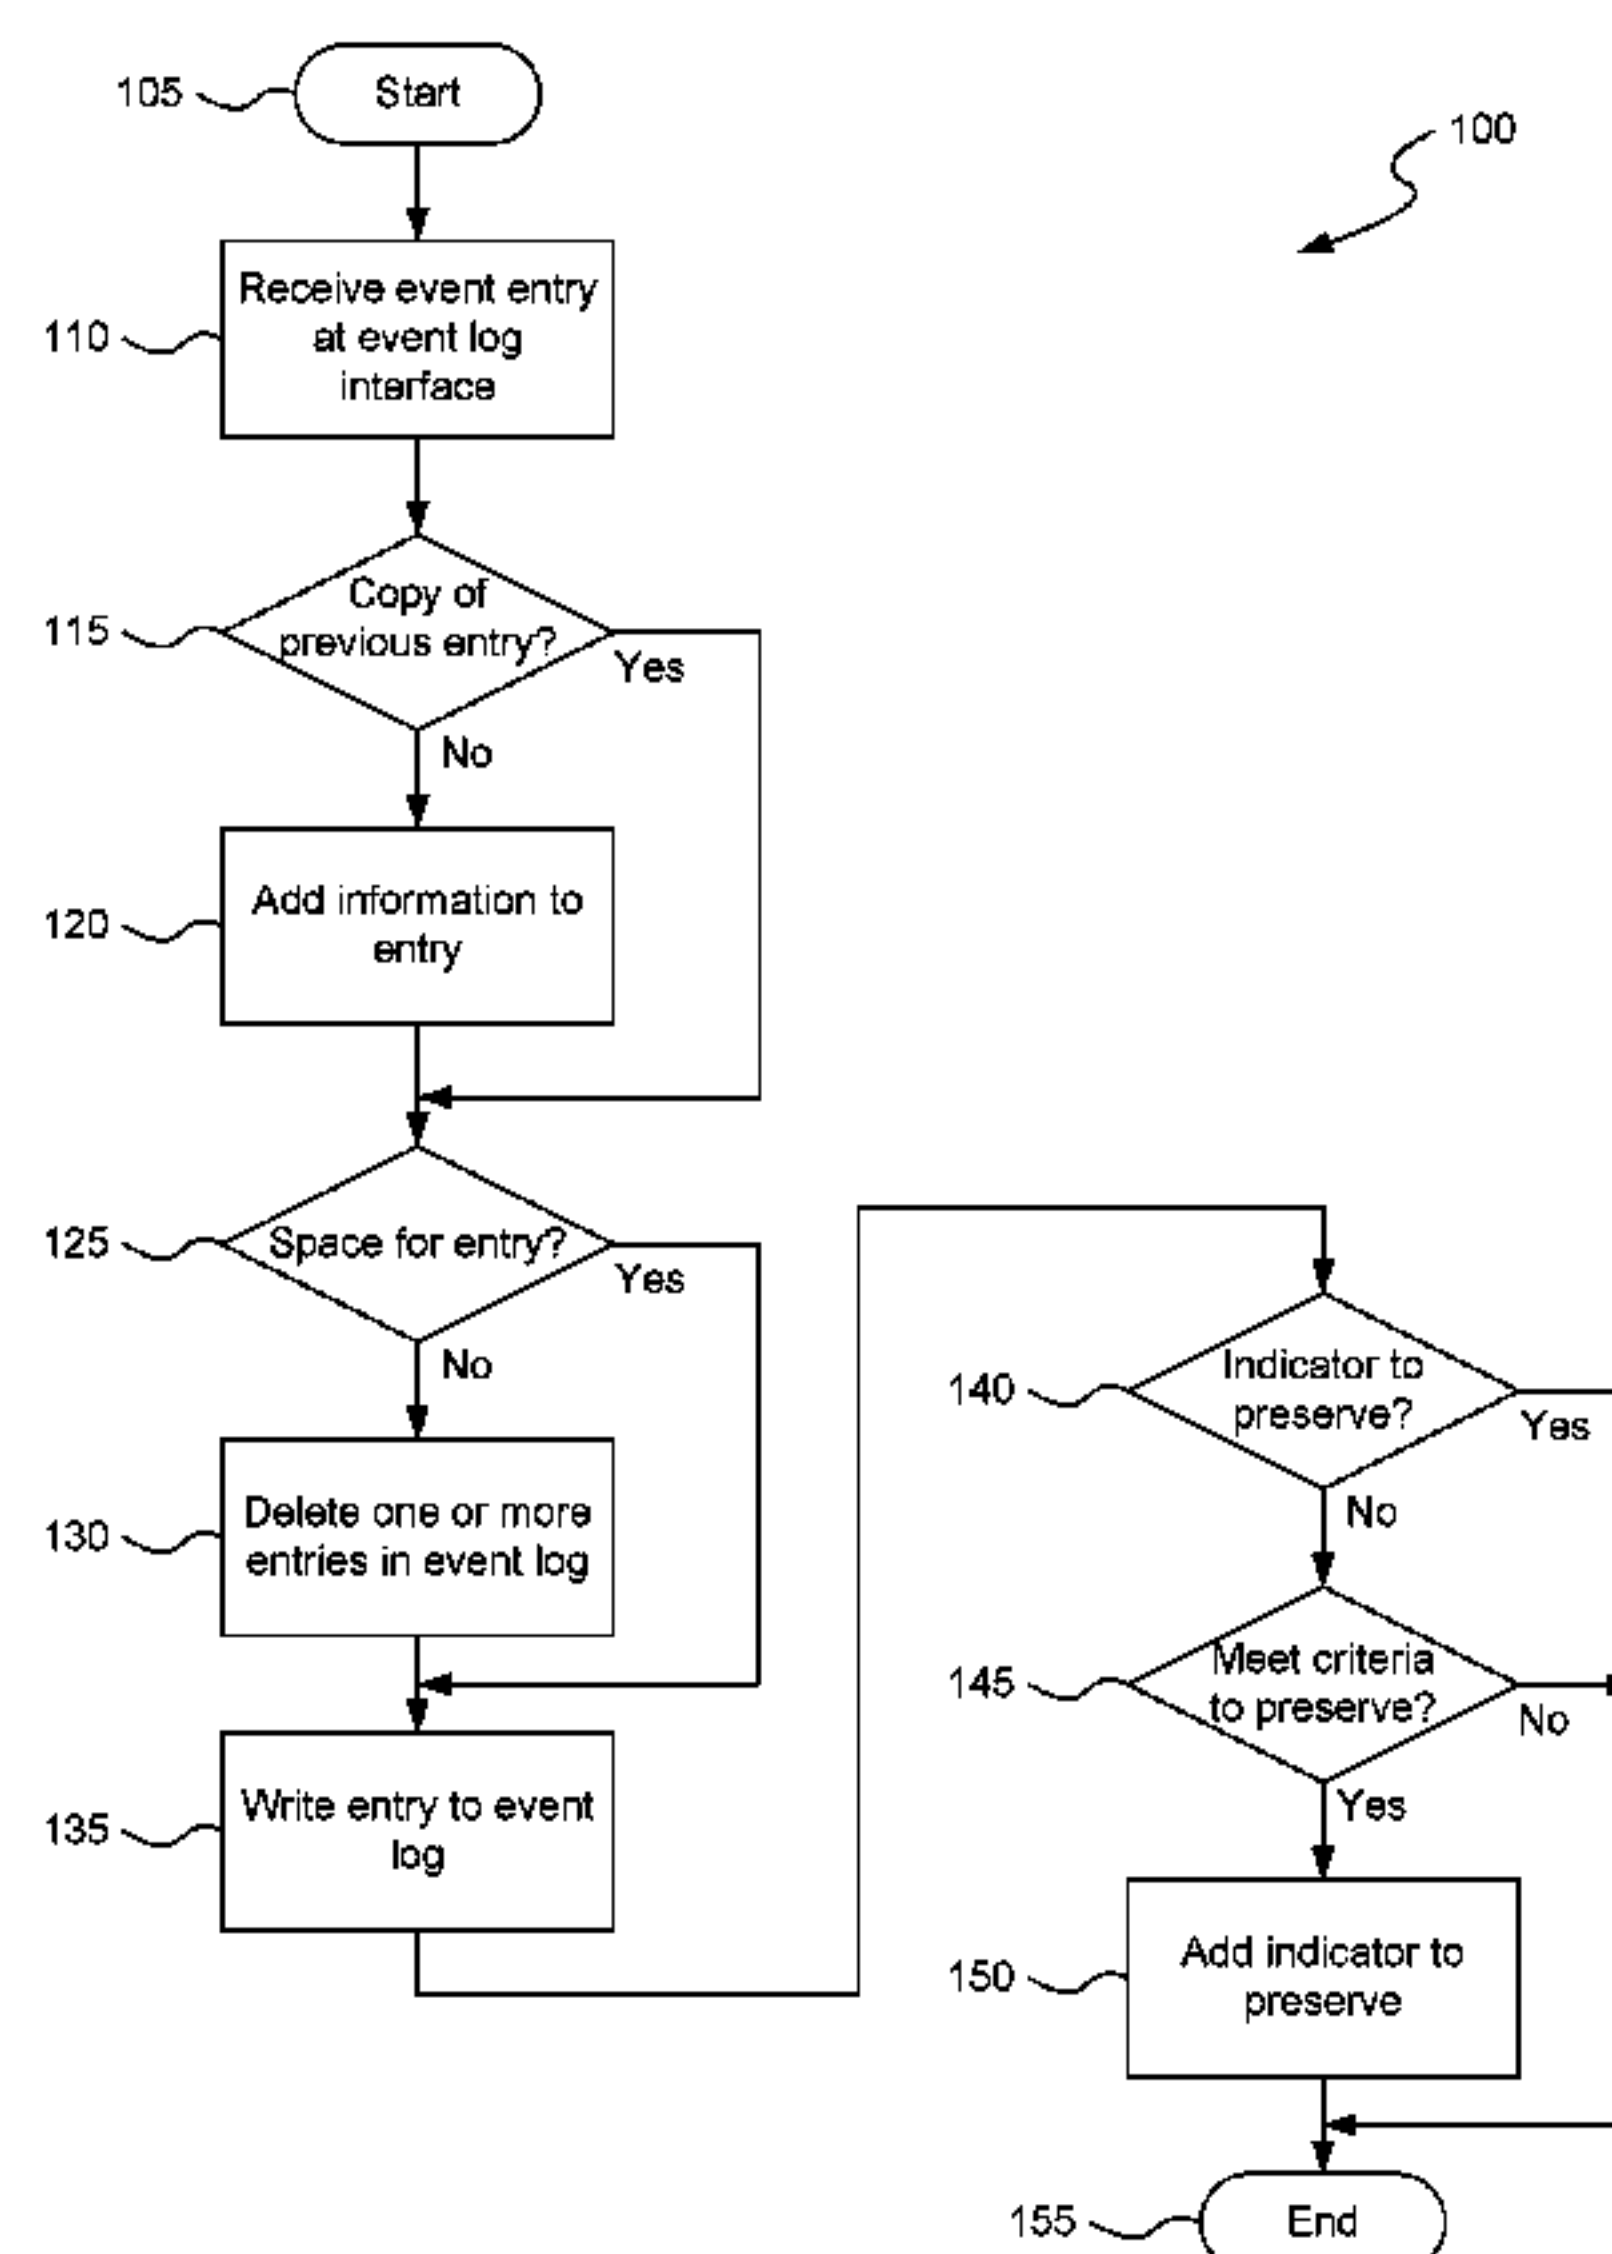 105
Start
100
110
Receive event entry
at event log
interface
115
Copy of
previous entry?
Yes
No
120
Add information to
entry
125
Space for entry?
Yes
No
130
Delete one or more
entries in event log
135
Write entry to event
log
140
Indicator to
preserve?
Yes
No
145
Meet criteria
to preserve?
No
Yes
150
Add indicator to
preserve
155
End